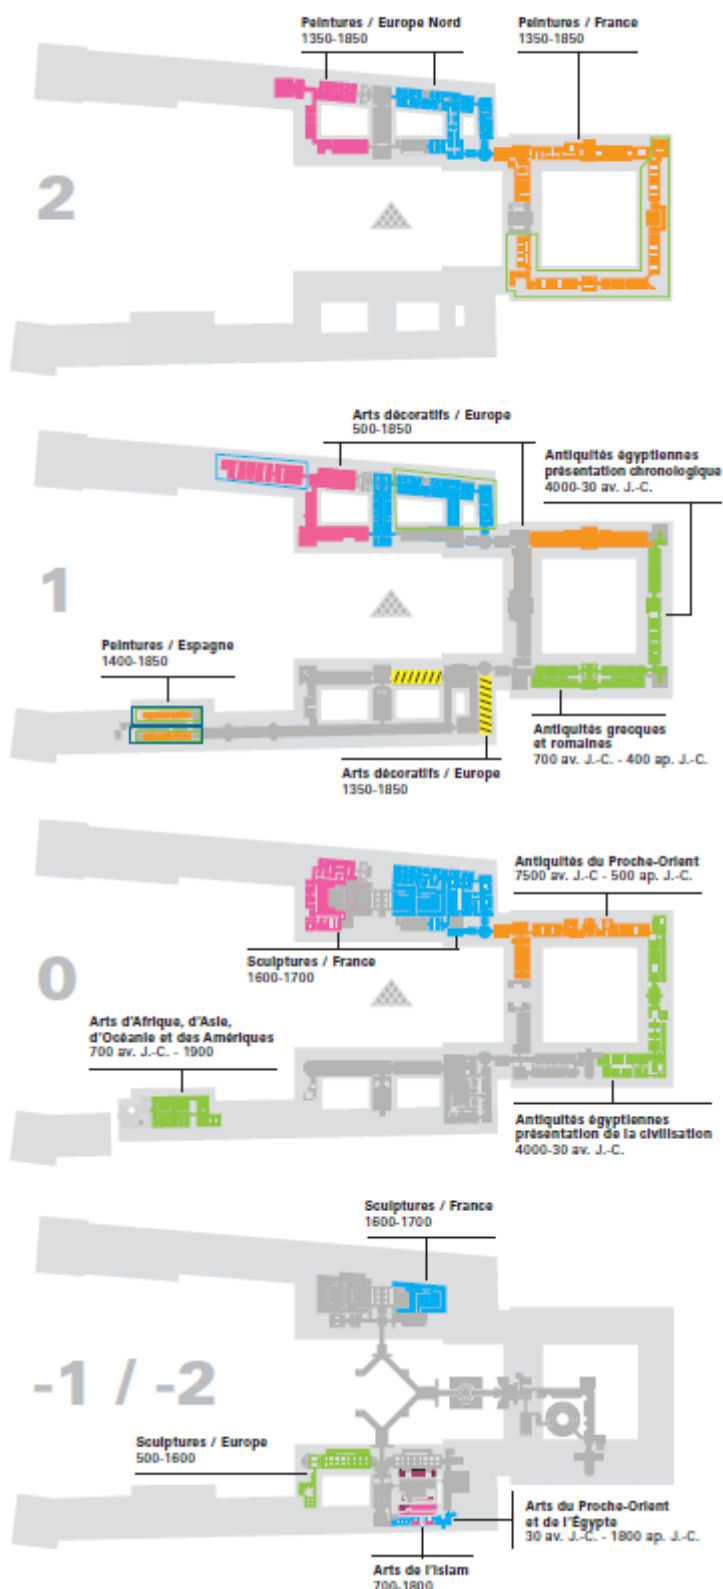 Peintures / Europe Nord
1350-1850
Peintures / France
1350-1850
2
Arts décoratifs / Europe
500-1850
Antiquités égyptiennes
présentation chronologique
4000-30 av. J.-C.
1
Peintures / Espagne
1400-1850
Antiquités grecques
et romaines
700 av. J.-C. - 400 ap. J.-C.
Arts décoratifs / Europe
1350-1850
Antiquités du Proche-Orient
7500 av. J.-C - 500 ap. J.-C.
Sculptures / France
1600-1700
0
Arts d'Afrique, d'Asie,
d'Océanie et des Amériques
700 av. J.-C. - 1900
Antiquités égyptiennes
présentation de la civilisation
4000-30 av. J.-C.
Sculptures / France
1600-1700
-1 / -2
Sculptures / Europe
500-1600
Arts du Proche-Orient
et de l'Égypte
30 av. J.-C. - 1800 ap. J.-C.
Arts de l'Islam
700-1800